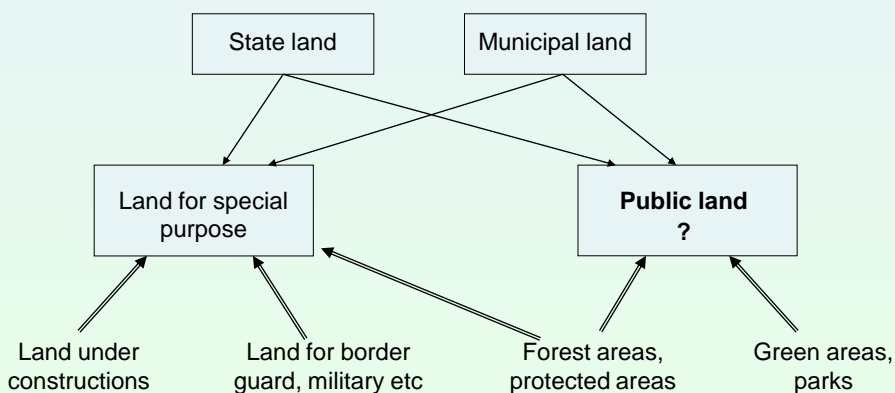 State land
Municipal land
Land for special
purpose
Public land
?
Land under
constructions
Land for border
guard, military etc
Forest areas,
protected areas
Green areas,
parks